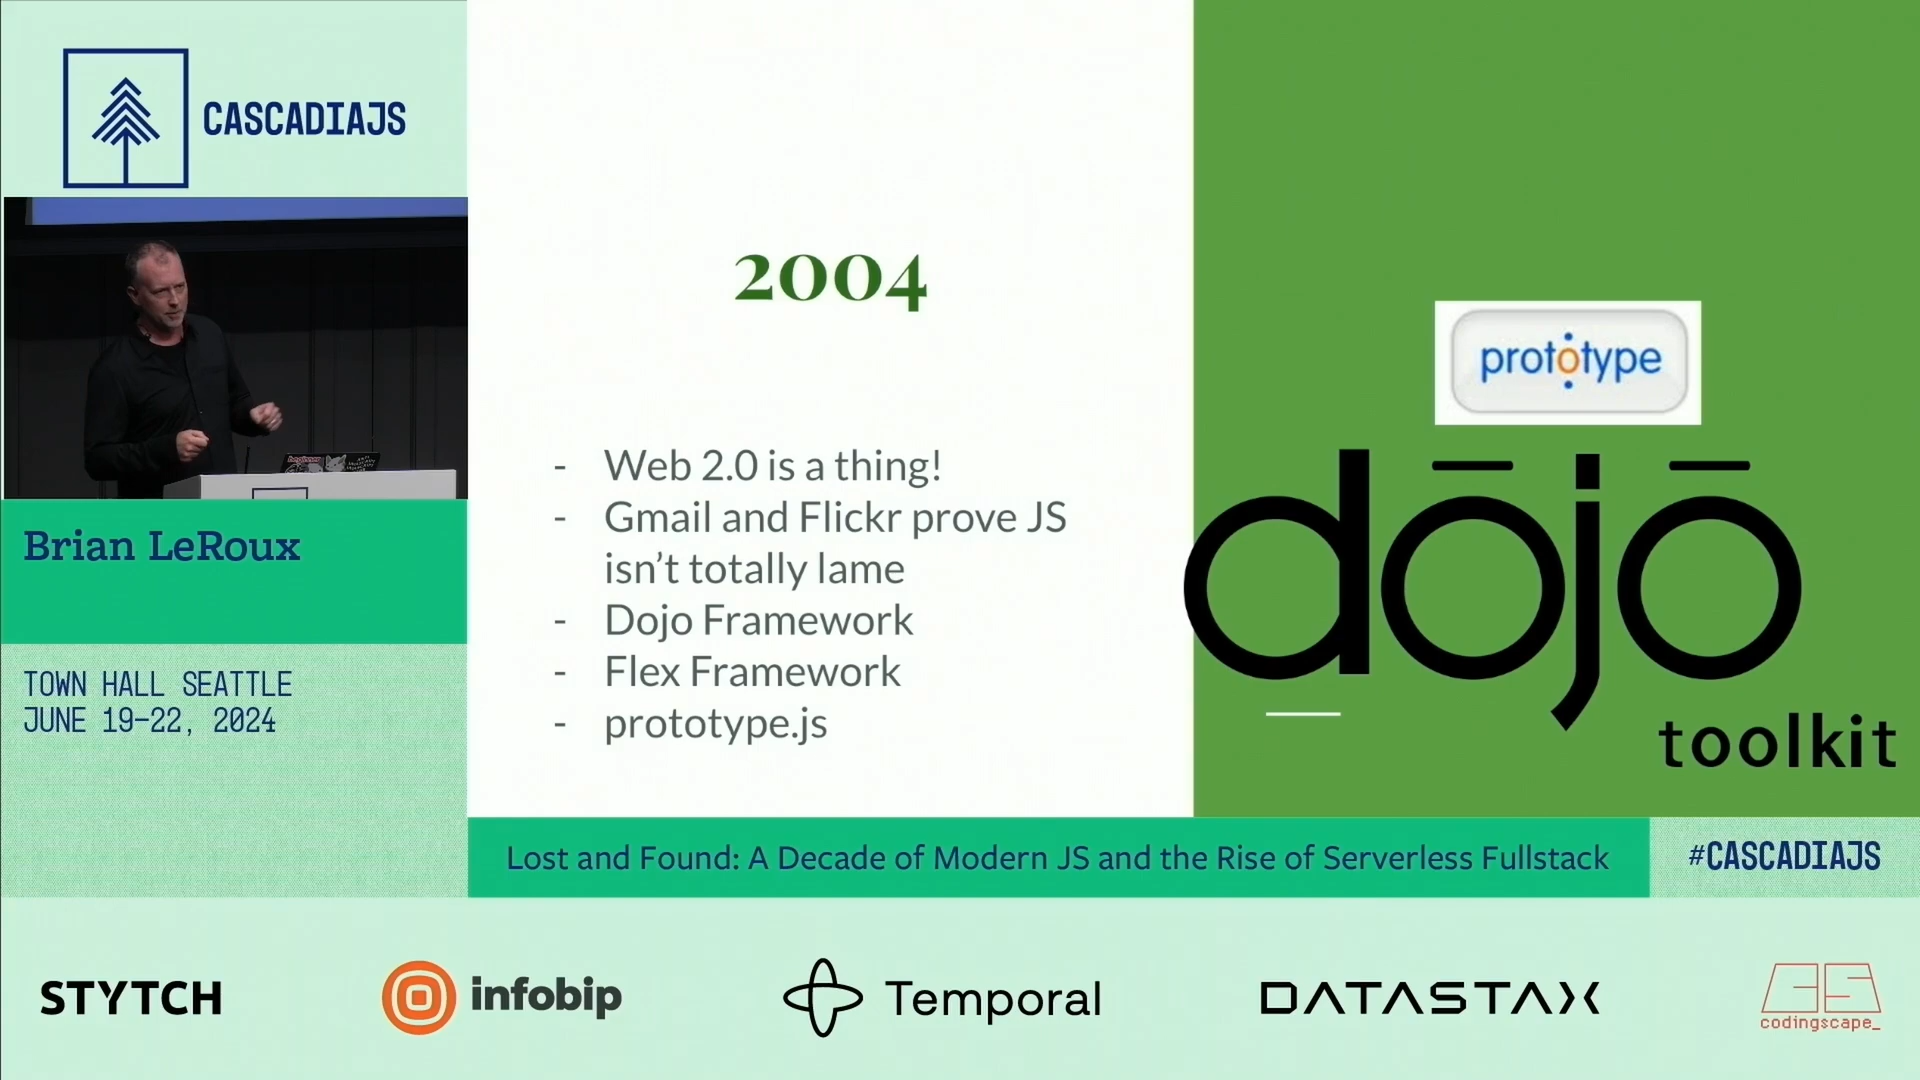 CASCADIAJS
2004
- Web 2.0 is a thing!
- Gmail and Flickr prove JS
isn't totally lame
- Dojo Framework
- Flex Framework
- prototype.js
prototype
dōjō
toolkit
Brian LeRoux
TOWN HALL SEATTLE
JUNE 19-22, 2024
Lost and Found: A Decade of Modern JS and the Rise of Serverless Fullstack
#CASCADIAJS
STYTCH
infobip
Temporal
DATASTAX
CS
codingscape_